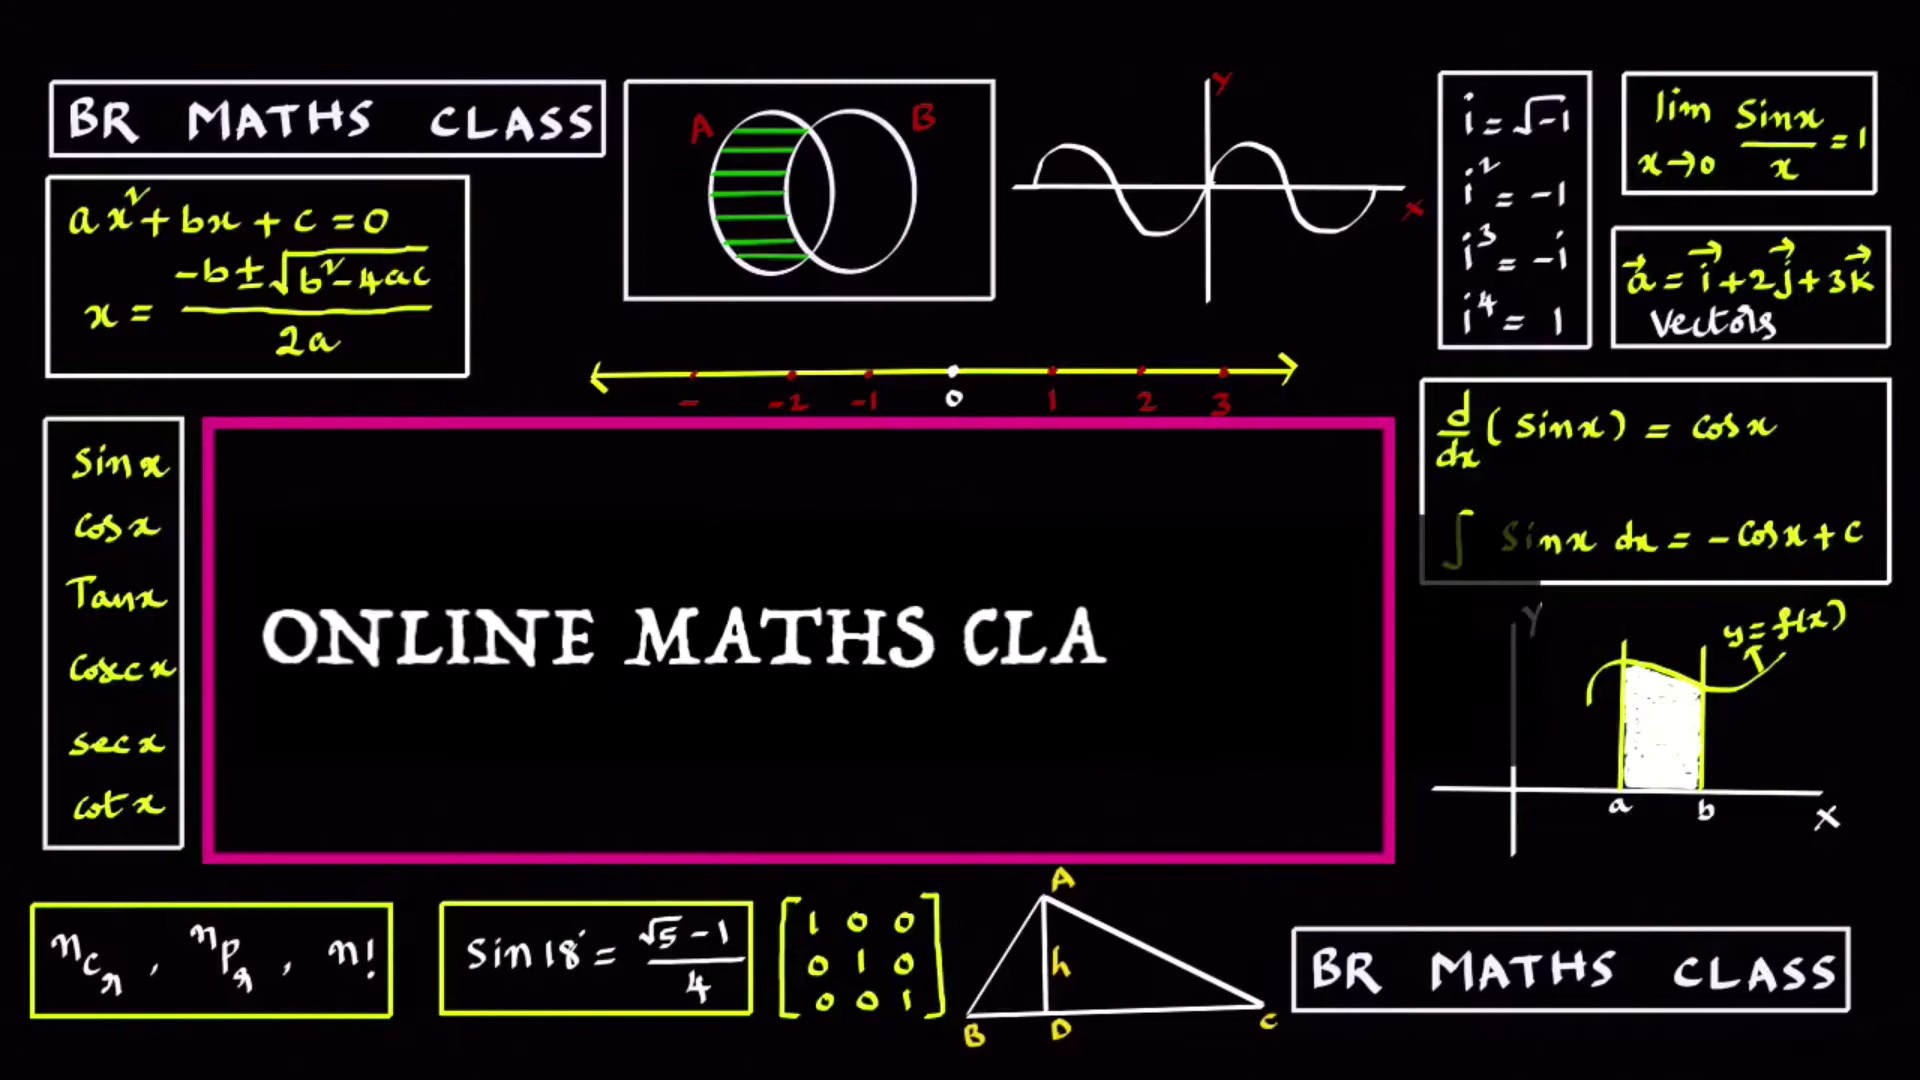 BR MATHS CLASS
ax²+bx+c=0
x = (-b±√(b²-4ac))/2a
A B
Y
X
i=√-1
i²=-1
i³=-i
i⁴=1
lim x→0 Sinx/x=1
a⃗=i⃗+2j⃗+3k⃗
Vectors
- -2 -1 0 1 2 3
Sinx
Cosx
Tanx
Cosecx
secx
cotx
ONLINE MATHS CLA
d/dx (Sinx) = Cosx
∫ Sinx dx = -Cosx+c
Y
y=f(x)
a b X
nCr, nPr, n!
Sin18°=(√5-1)/4
1 0 0
0 1 0
0 0 1
A
h
B D C
BR MATHS CLASS